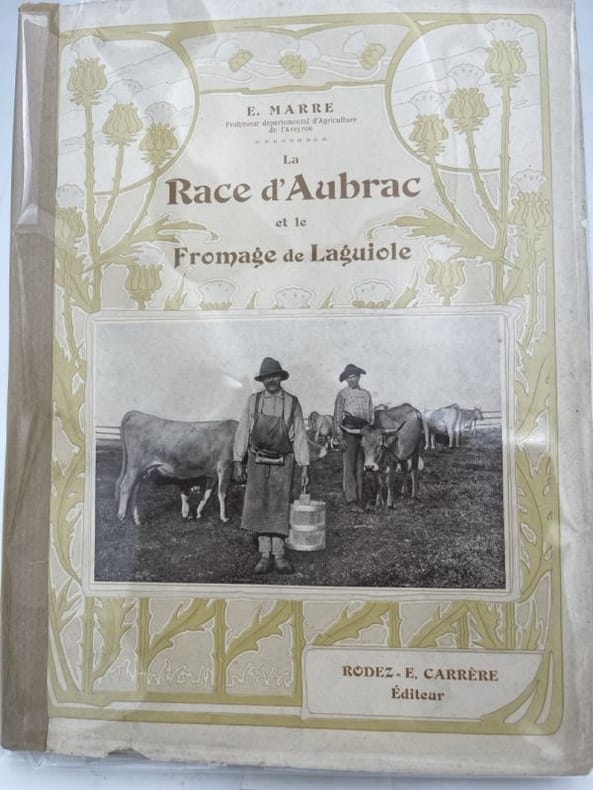 E. MARRE
Professeur départemental d'Agriculture
de l'Aveyron
La
Race d'Aubrac
et le
Fromage de Laguiole
RODEZ - E. CARRÈRE
Éditeur